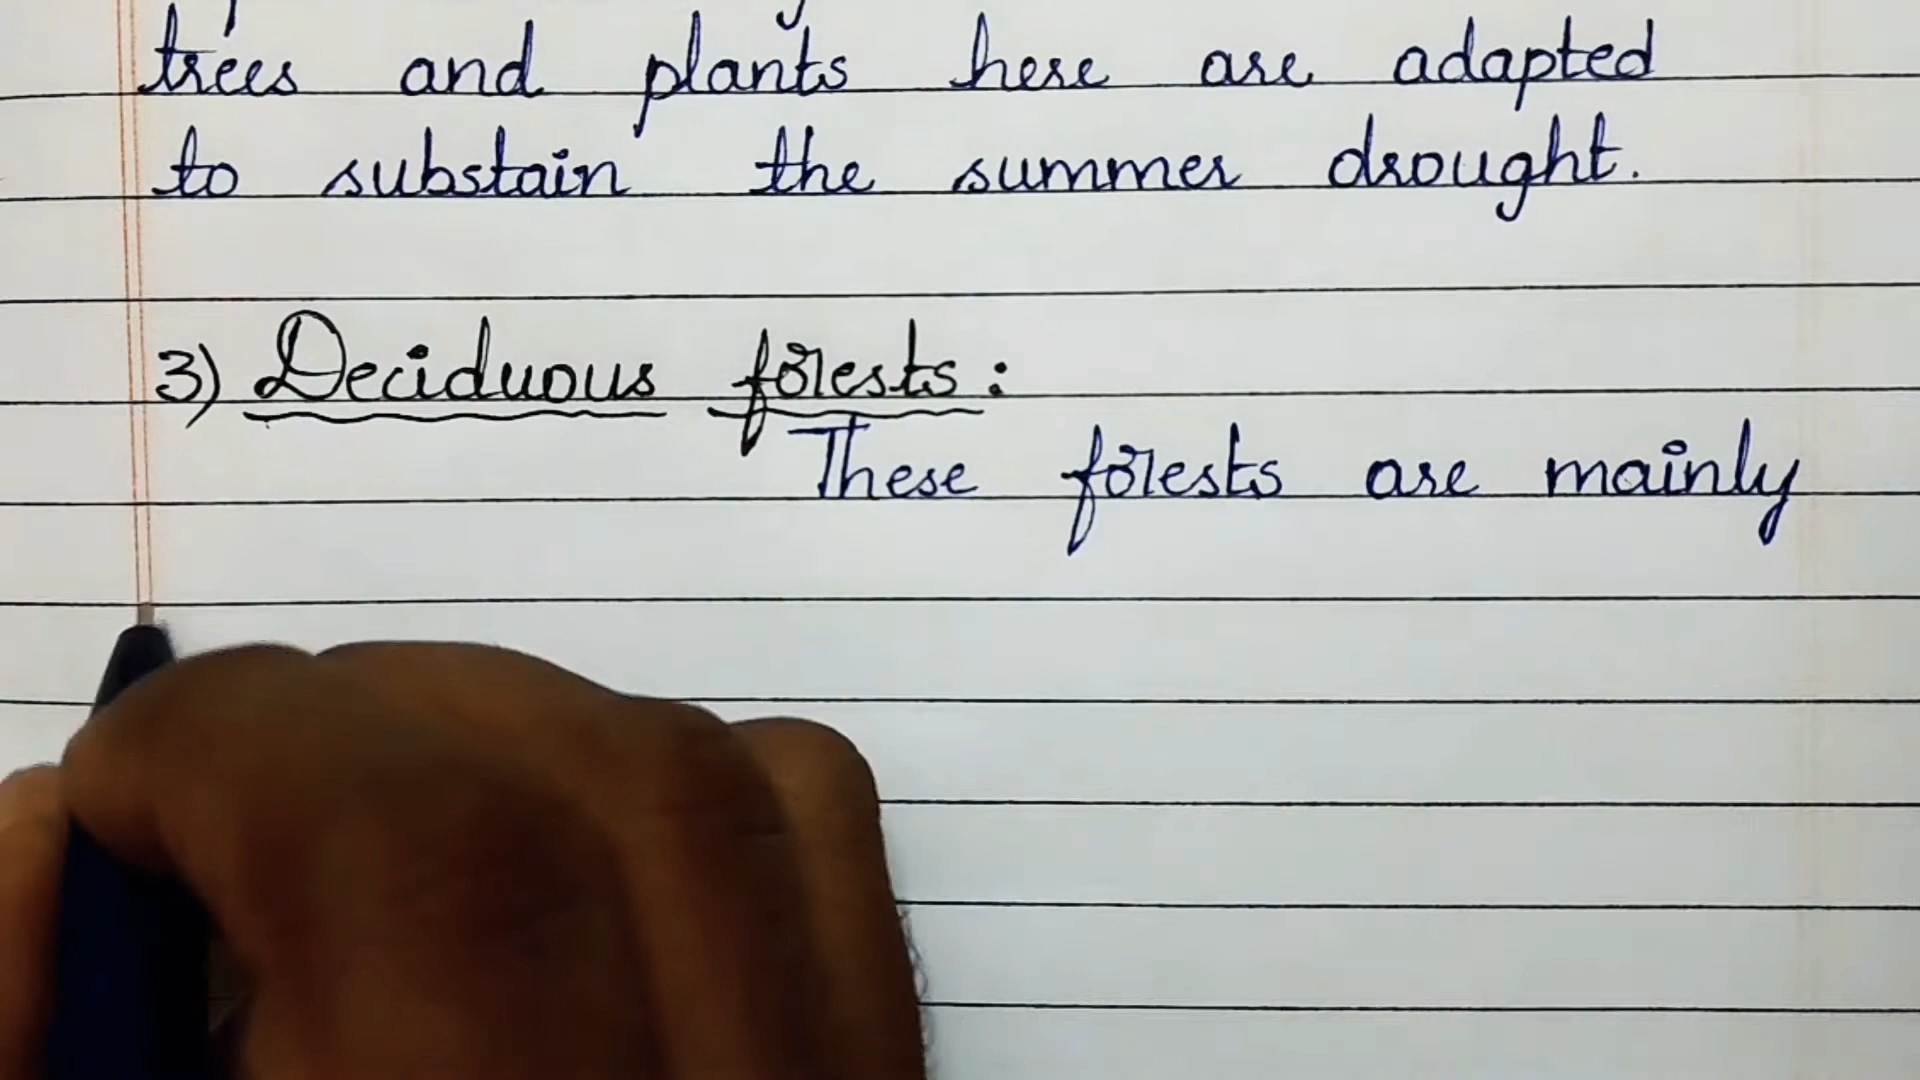 trees and plants here are adapted
to substain the summer drought.
3) Deciduous forests:
These forests are mainly